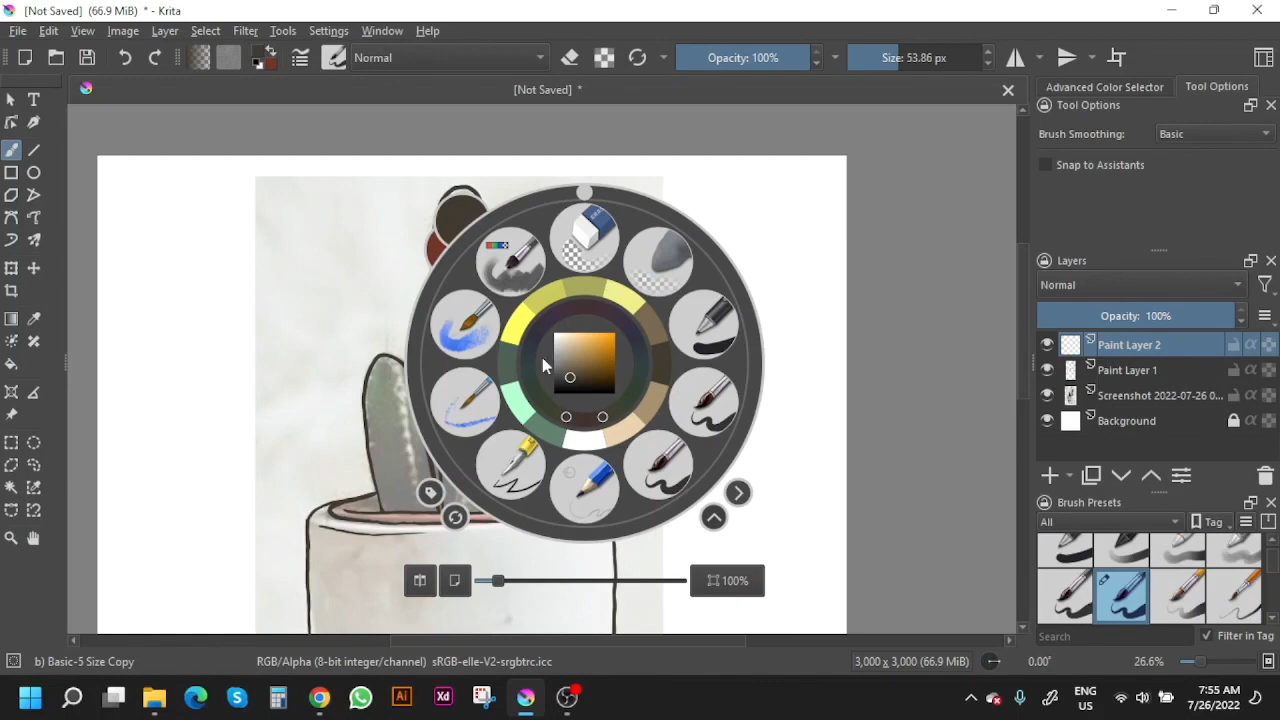 [Not Saved] (66.9 MiB) * - Krita
File Edit View Image Layer Select Filter Tools Settings Window Help
Normal Opacity: 100% Size: 53.86 px
[Not Saved] *
Advanced Color Selector Tool Options
Tool Options
Brush Smoothing: Basic
Snap to Assistants
Layers
Normal
Opacity: 100%
Paint Layer 2
Paint Layer 1
Screenshot 2022-07-26 0...
Background
Brush Presets
All Tag
100%
Search Filter in Tag
b) Basic-5 Size Copy RGB/Alpha (8-bit integer/channel) sRGB-elle-V2-srgbtrc.icc 3,000 x 3,000 (66.9 MiB) 0.00° 26.6%
Ai Xd ENG US 7:55 AM 7/26/2022